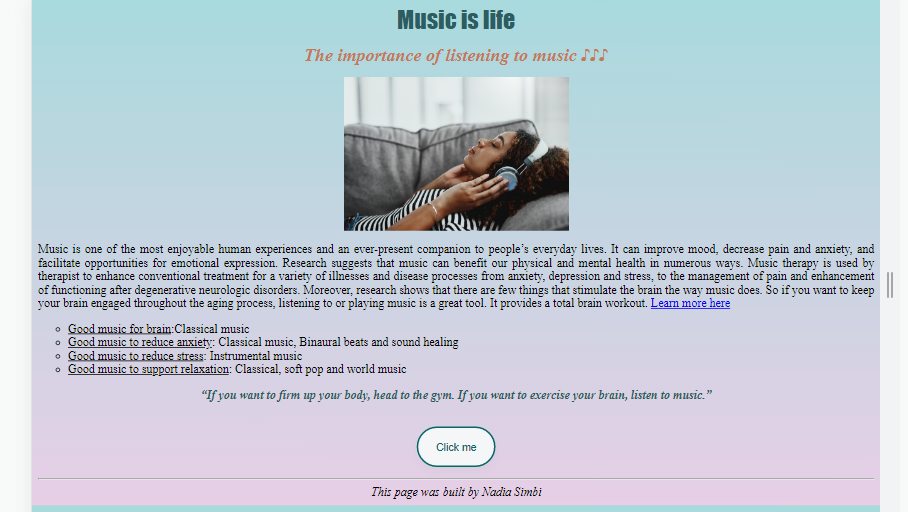 Music is life
The importance of listening to music ♪♪♪
Music is one of the most enjoyable human experiences and an ever-present companion to people’s everyday lives. It can improve mood, decrease pain and anxiety, and
facilitate opportunities for emotional expression. Research suggests that music can benefit our physical and mental health in numerous ways. Music therapy is used by
therapist to enhance conventional treatment for a variety of illnesses and disease processes from anxiety, depression and stress, to the management of pain and enhancement
of functioning after degenerative neurologic disorders. Moreover, research shows that there are few things that stimulate the brain the way music does. So if you want to keep
your brain engaged throughout the aging process, listening to or playing music is a great tool. It provides a total brain workout. Learn more here
Good music for brain:Classical music
Good music to reduce anxiety: Classical music, Binaural beats and sound healing
Good music to reduce stress: Instrumental music
Good music to support relaxation: Classical, soft pop and world music
“If you want to firm up your body, head to the gym. If you want to exercise your brain, listen to music.”
Click me
This page was built by Nadia Simbi